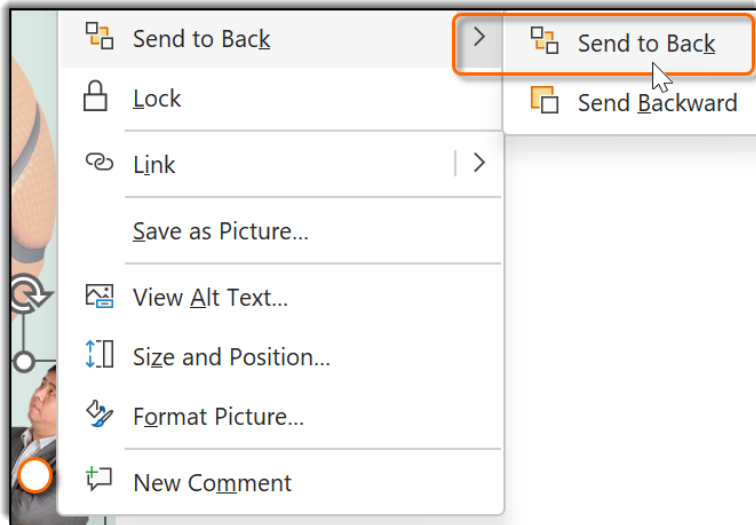 Send to Back
Lock
Link
Save as Picture...
View Alt Text...
Size and Position...
Format Picture...
New Comment
Send to Back
Send Backward